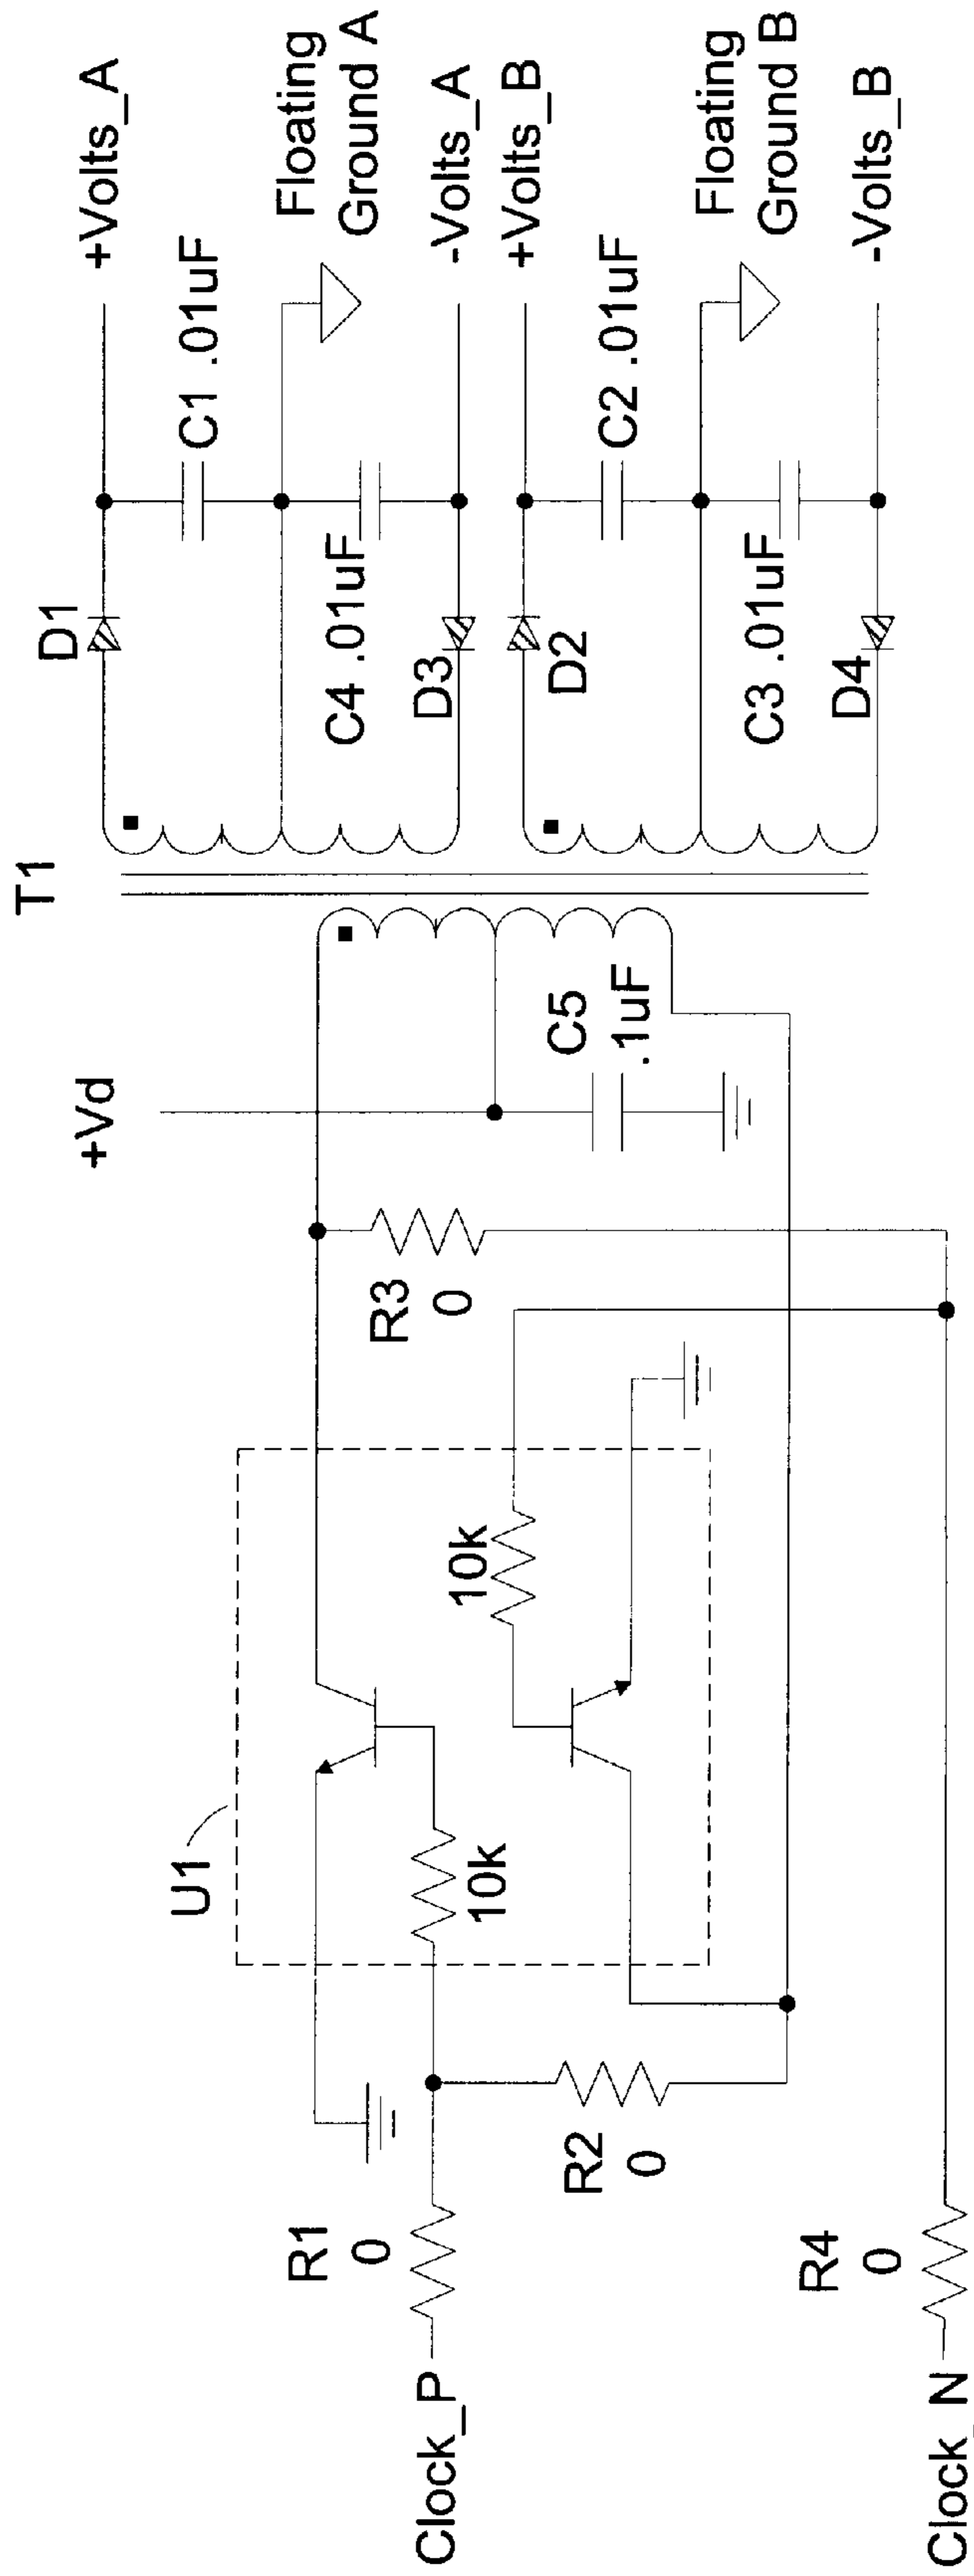 Clock_P
Clock_N
R1
0
R4
0
R2
0
U1
10k
10k
R3
0
+Vd
C5
.1uF
T1
D1
C4 .01uF
D3
D2
C3 .01uF
D4
C1 .01uF
C2 .01uF
+Volts_A
Floating
Ground A
-Volts_A
+Volts_B
Floating
Ground B
-Volts_B